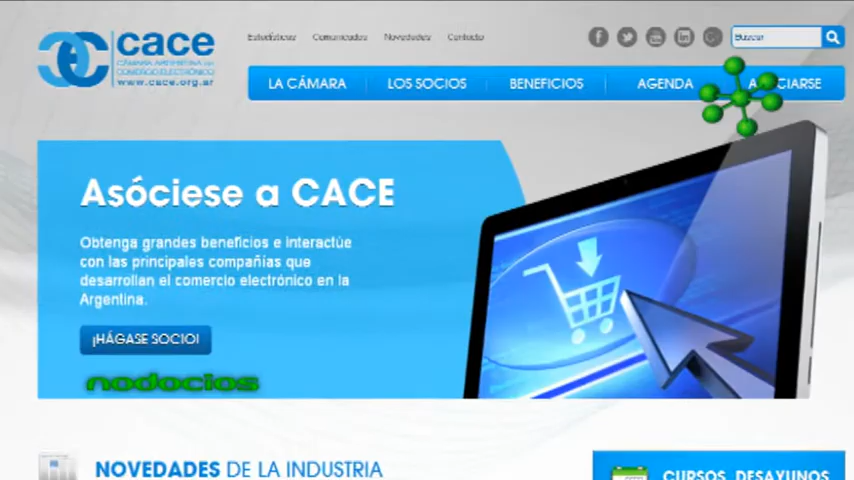 cace
CÁMARA ARGENTINA DE
COMERCIO ELECTRÓNICO
www.cace.org.ar
Estadísticas Comunicados Novedades Contacto
Buscar
LA CÁMARA LOS SOCIOS BENEFICIOS AGENDA
Asóciese a CACE
Obtenga grandes beneficios e interactúe
con las principales compañías que
desarrollan el comercio electrónico en la
Argentina.
¡HÁGASE SOCIO!
nodocios
NOVEDADES DE LA INDUSTRIA
CURSOS, DESAYUNOS